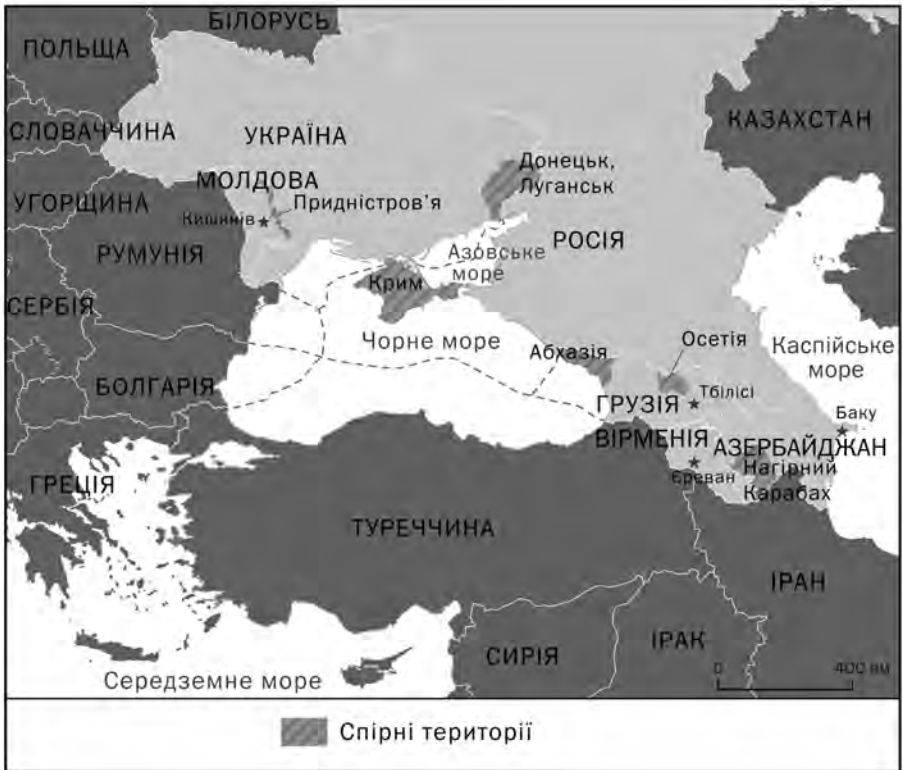 БІЛОРУСЬ
ПОЛЬЩА
СЛОВАЧЧИНА
УКРАЇНА
КАЗАХСТАН
Донецьк,
Луганськ
УГОРЩИНА
МОЛДОВА
Придністров’я
Кишинів
РУМУНІЯ
РОСІЯ
Азовське
море
СЕРБІЯ
Крим
Чорне море
Абхазія
Осетія
Каспійське
море
БОЛГАРІЯ
ГРУЗІЯ
Тбілісі
Баку
ВІРМЕНІЯ
АЗЕРБАЙДЖАН
Єреван
Нагірний
Карабах
ГРЕЦІЯ
ТУРЕЧЧИНА
ІРАН
СИРІЯ
ІРАК
0 400 км
Середземне море
Спірні території